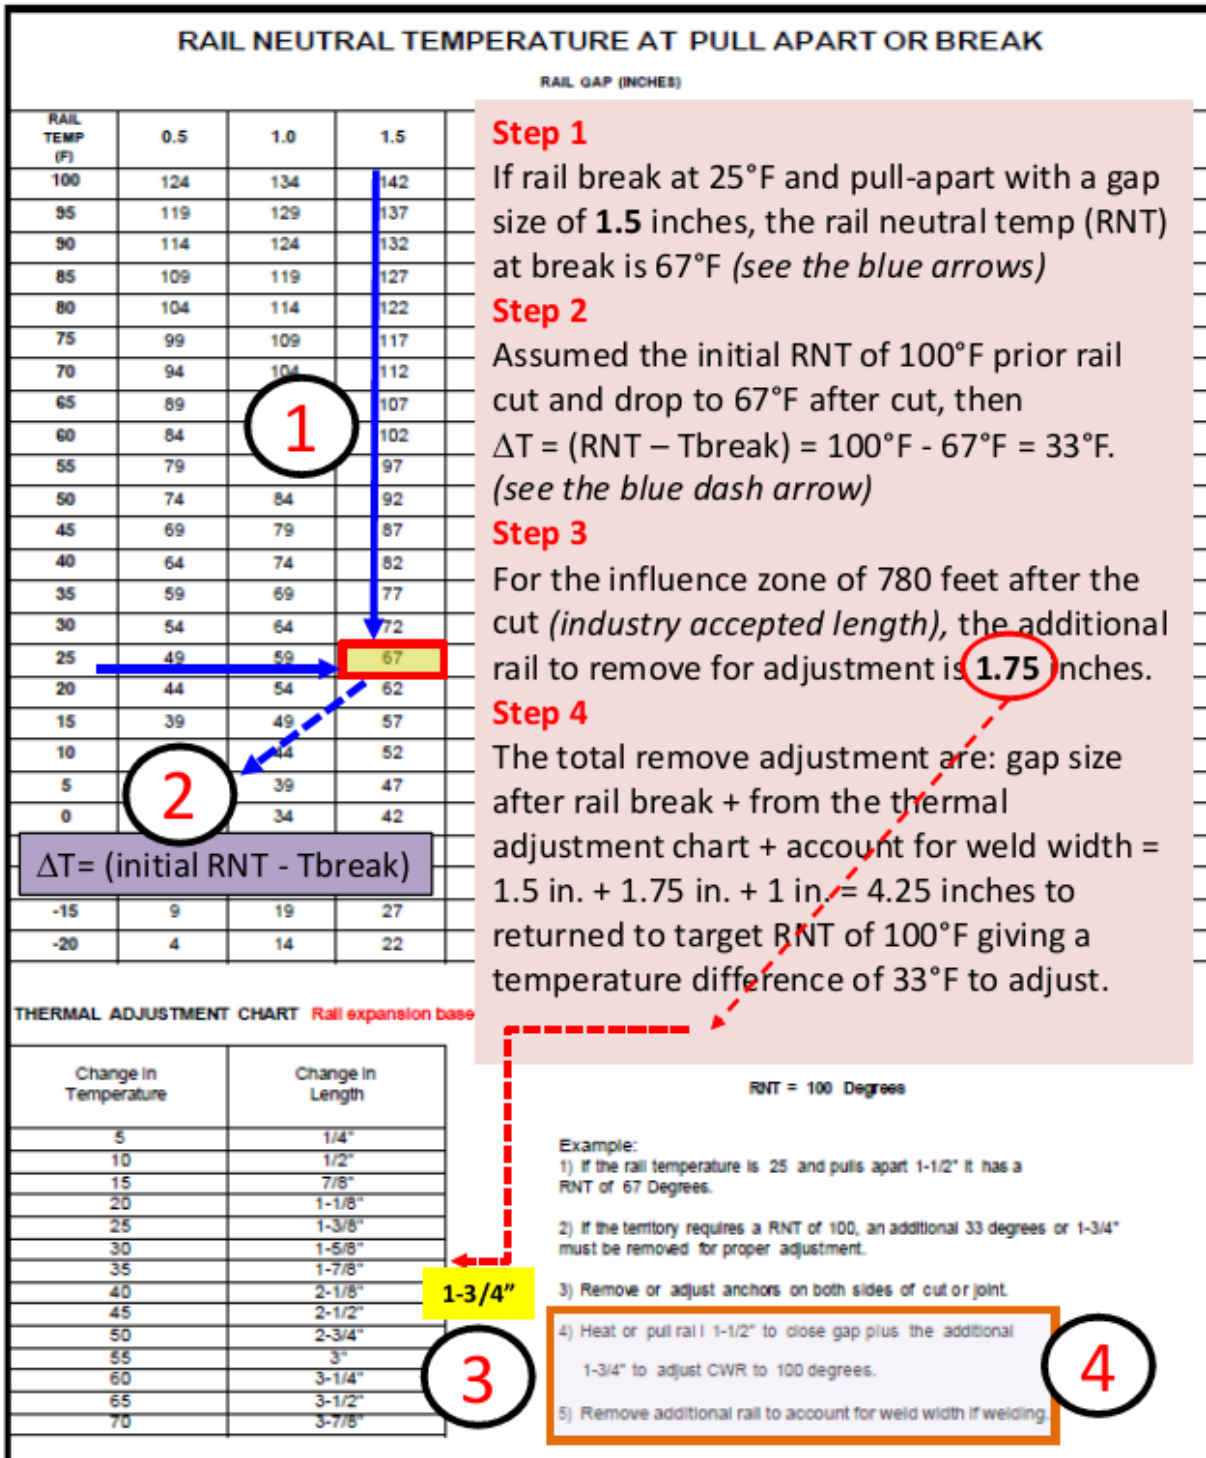 RAIL NEUTRAL TEMPERATURE AT PULL APART OR BREAK
RAIL GAP (INCHES)
RAIL TEMP (F) 0.5 1.0 1.5
100 124 134 142
95 119 129 137
90 114 124 132
85 109 119 127
80 104 114 122
75 99 109 117
70 94 104 112
65 89 107
60 84 102
55 79 97
50 74 84 92
45 69 79 87
40 64 74 82
35 59 69 77
30 54 64 72
25 49 59 67
20 44 54 62
15 39 49 57
10 44 52
5 39 47
0 34 42
-15 9 19 27
-20 4 14 22
1
2
ΔT= (initial RNT - Tbreak)
Step 1
If rail break at 25°F and pull-apart with a gap
size of 1.5 inches, the rail neutral temp (RNT)
at break is 67°F (see the blue arrows)
Step 2
Assumed the initial RNT of 100°F prior rail
cut and drop to 67°F after cut, then
ΔT = (RNT – Tbreak) = 100°F - 67°F = 33°F.
(see the blue dash arrow)
Step 3
For the influence zone of 780 feet after the
cut (industry accepted length), the additional
rail to remove for adjustment is 1.75 inches.
Step 4
The total remove adjustment are: gap size
after rail break + from the thermal
adjustment chart + account for weld width =
1.5 in. + 1.75 in. + 1 in. = 4.25 inches to
returned to target RNT of 100°F giving a
temperature difference of 33°F to adjust.
THERMAL ADJUSTMENT CHART Rail expansion base
Change in Temperature Change in Length
5 1/4"
10 1/2"
15 7/8"
20 1-1/8"
25 1-3/8"
30 1-5/8"
35 1-7/8"
40 2-1/8"
45 2-1/2"
50 2-3/4"
55 3"
60 3-1/4"
65 3-1/2"
70 3-7/8"
1-3/4”
3
RNT = 100 Degrees
Example:
1) If the rail temperature is 25 and pulls apart 1-1/2" it has a
RNT of 67 Degrees.
2) If the territory requires a RNT of 100, an additional 33 degrees or 1-3/4"
must be removed for proper adjustment.
3) Remove or adjust anchors on both sides of cut or joint.
4) Heat or pull rail 1-1/2" to close gap plus the additional
1-3/4" to adjust CWR to 100 degrees.
5) Remove additional rail to account for weld width if welding.
4